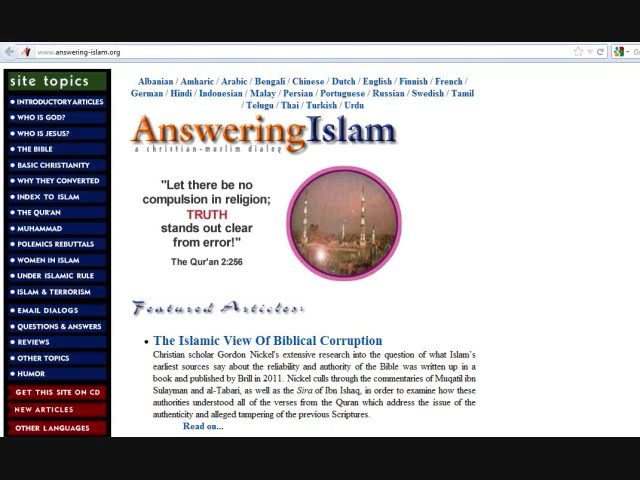 www.answering-islam.org
site topics
INTRODUCTORY ARTICLES
WHO IS GOD?
WHO IS JESUS?
THE BIBLE
BASIC CHRISTIANITY
WHY THEY CONVERTED
INDEX TO ISLAM
THE QUR'AN
MUHAMMAD
POLEMICS REBUTTALS
WOMEN IN ISLAM
UNDER ISLAMIC RULE
ISLAM & TERRORISM
EMAIL DIALOGS
QUESTIONS & ANSWERS
REVIEWS
OTHER TOPICS
HUMOR
GET THIS SITE ON CD
NEW ARTICLES
OTHER LANGUAGES
Albanian / Amharic / Arabic / Bengali / Chinese / Dutch / English / Finnish / French /
German / Hindi / Indonesian / Malay / Persian / Portuguese / Russian / Swedish / Tamil
/ Telugu / Thai / Turkish / Urdu
AnsweringIslam
a christian-muslim dialog
"Let there be no
compulsion in religion;
TRUTH
stands out clear
from error!"
The Qur'an 2:256
Featured Articles:
• The Islamic View Of Biblical Corruption
Christian scholar Gordon Nickel's extensive research into the question of what Islam's
earliest sources say about the reliability and authority of the Bible was written up in a
book and published by Brill in 2011. Nickel culls through the commentaries of Muqatil ibn
Sulayman and al-Tabari, as well as the Sira of Ibn Ishaq, in order to examine how these
authorities understood all of the verses from the Quran which address the issue of the
authenticity and alleged tampering of the previous Scriptures.
Read on...